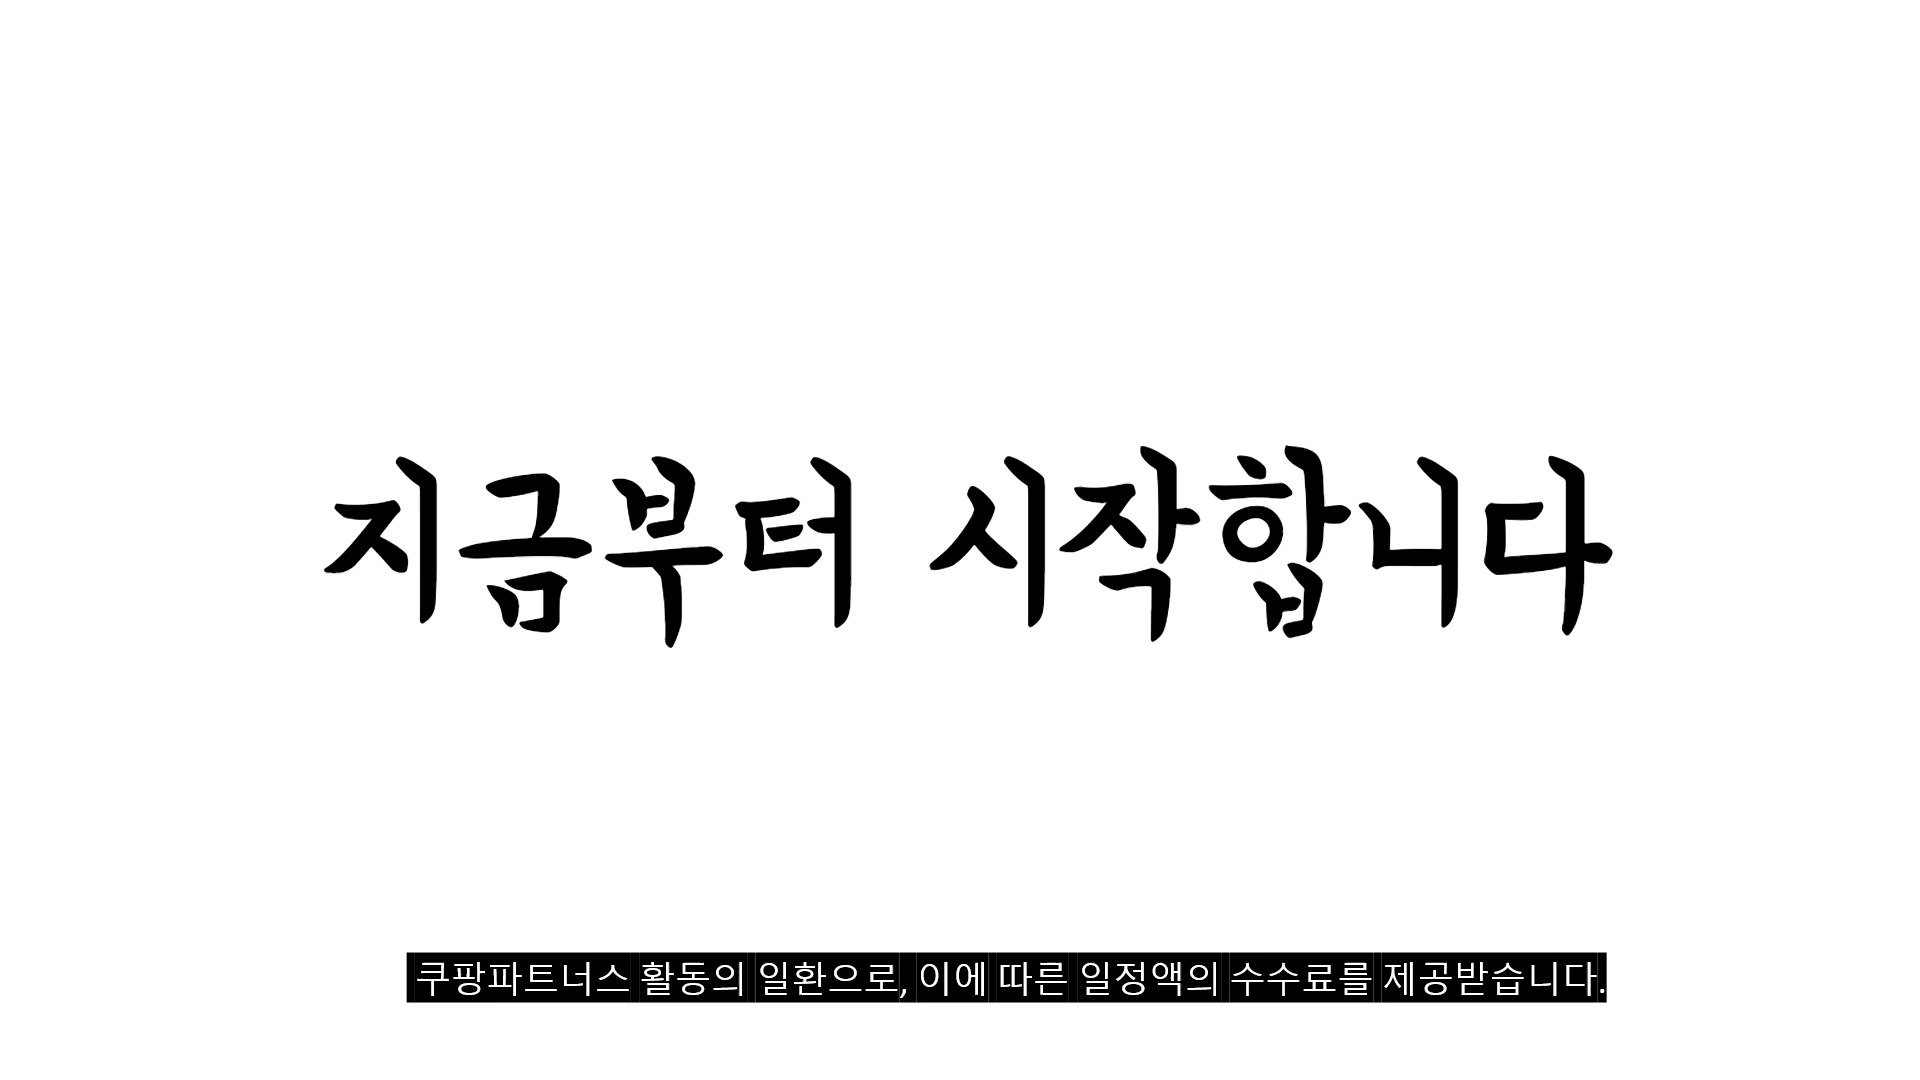 지금부터 시작합니다
쿠팡파트너스 활동의 일환으로, 이에 따른 일정액의 수수료를 제공받습니다.